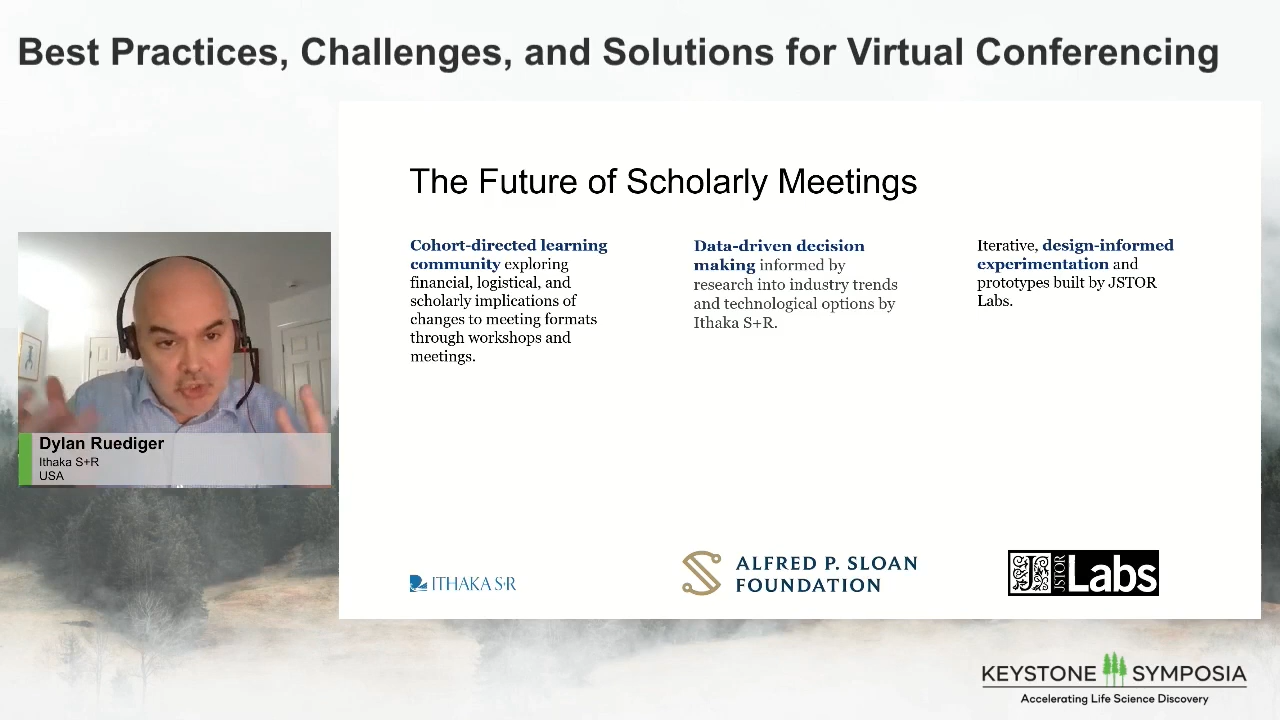 Best Practices, Challenges, and Solutions for Virtual Conferencing
The Future of Scholarly Meetings
Cohort-directed learning
community exploring
financial, logistical, and
scholarly implications of
changes to meeting formats
through workshops and
meetings.
Data-driven decision
making informed by
research into industry trends
and technological options by
Ithaka S+R.
Iterative, design-informed
experimentation and
prototypes built by JSTOR
Labs.
Dylan Ruediger
Ithaka S+R
USA
ITHAKA S+R
ALFRED P. SLOAN
FOUNDATION
JSTOR
Labs
KEYSTONE SYMPOSIA
Accelerating Life Science Discovery